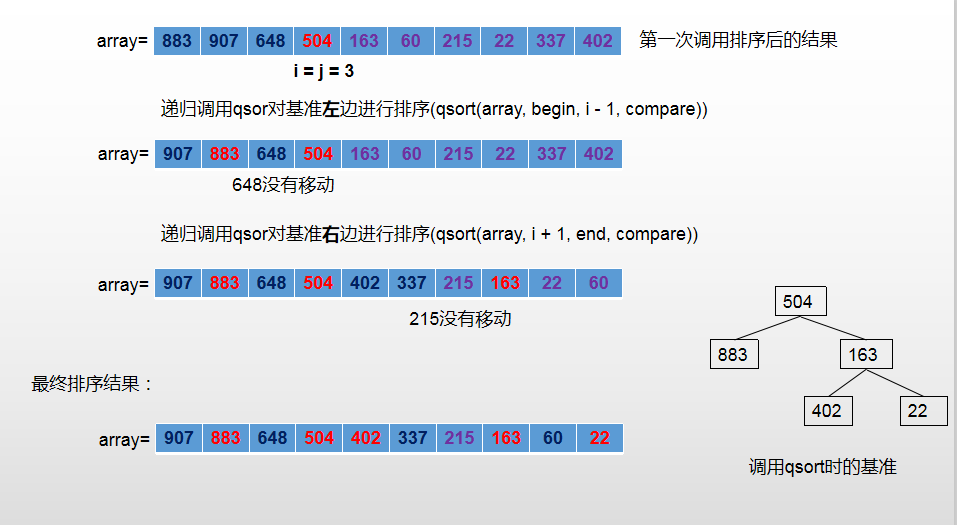 array= 883 907 648 504 163 60 215 22 337 402 第一次调用排序后的结果
i = j = 3
递归调用qsor对基准左边进行排序(qsort(array, begin, i - 1, compare))
array= 907 883 648 504 163 60 215 22 337 402
648没有移动
递归调用qsor对基准右边进行排序(qsort(array, i + 1, end, compare))
array= 907 883 648 504 402 337 215 163 22 60
215没有移动
504
883 163
402 22
调用qsort时的基准
最终排序结果：
array= 907 883 648 504 402 337 215 163 60 22